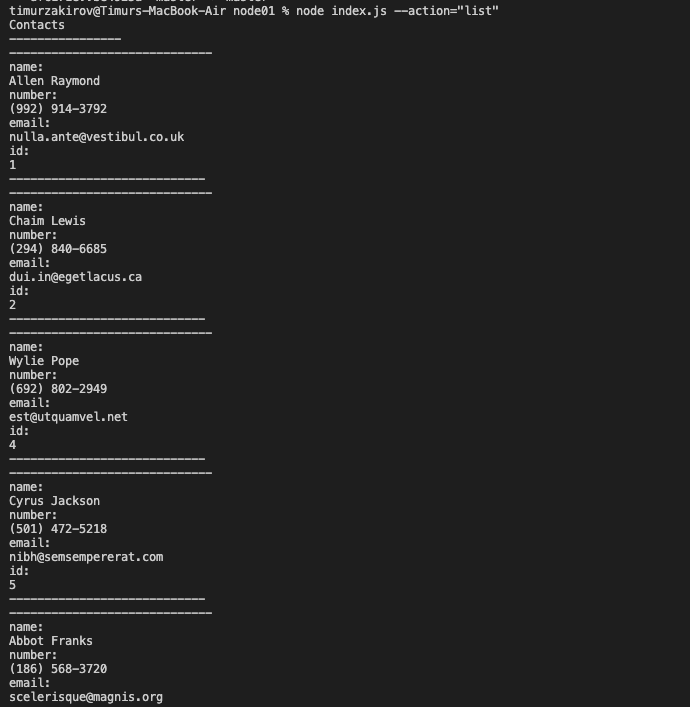 timurzakirov@Timurs-MacBook-Air node01 % node index.js --action="list"
Contacts
----------------
-----------------------------
name:
Allen Raymond
number:
(992) 914-3792
email:
nulla.ante@vestibul.co.uk
id:
1
----------------------------
-----------------------------
name:
Chaim Lewis
number:
(294) 840-6685
email:
dui.in@egetlacus.ca
id:
2
----------------------------
-----------------------------
name:
Wylie Pope
number:
(692) 802-2949
email:
est@utquamvel.net
id:
4
----------------------------
-----------------------------
name:
Cyrus Jackson
number:
(501) 472-5218
email:
nibh@semsempererat.com
id:
5
----------------------------
-----------------------------
name:
Abbot Franks
number:
(186) 568-3720
email:
scelerisque@magnis.org